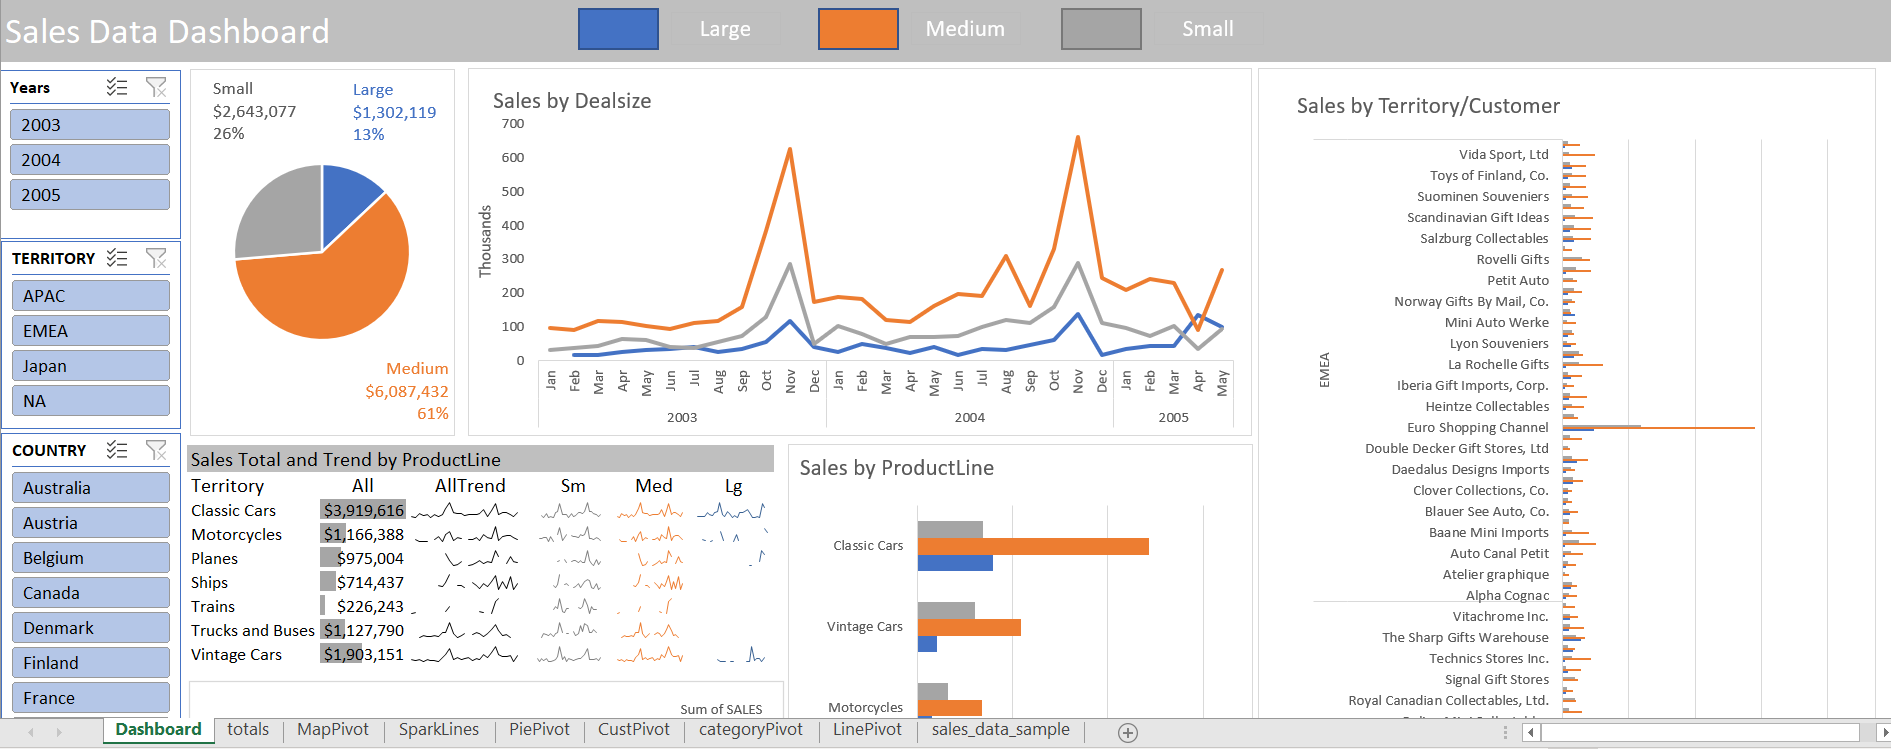 Sales Data Dashboard
Large
Medium
Small
Years
2003
2004
2005
TERRITORY
APAC
EMEA
Japan
NA
COUNTRY
Australia
Austria
Belgium
Canada
Denmark
Finland
France
Small
$2,643,077
26%
Large
$1,302,119
13%
Medium
$6,087,432
61%
Sales by Dealsize
Thousands
700
600
500
400
300
200
100
0
Jan Feb Mar Apr May Jun Jul Aug Sep Oct Nov Dec Jan Feb Mar Apr May Jun Jul Aug Sep Oct Nov Dec Jan Feb Mar Apr May
2003 2004 2005
Sales Total and Trend by ProductLine
Territory All AllTrend Sm Med Lg
Classic Cars $3,919,616
Motorcycles $1,166,388
Planes $975,004
Ships $714,437
Trains $226,243
Trucks and Buses $1,127,790
Vintage Cars $1,903,151
Sum of SALES
Sales by ProductLine
Classic Cars
Vintage Cars
Motorcycles
Sales by Territory/Customer
EMEA
Vida Sport, Ltd
Toys of Finland, Co.
Suominen Souveniers
Scandinavian Gift Ideas
Salzburg Collectables
Rovelli Gifts
Petit Auto
Norway Gifts By Mail, Co.
Mini Auto Werke
Lyon Souveniers
La Rochelle Gifts
Iberia Gift Imports, Corp.
Heintze Collectables
Euro Shopping Channel
Double Decker Gift Stores, Ltd
Daedalus Designs Imports
Clover Collections, Co.
Blauer See Auto, Co.
Baane Mini Imports
Auto Canal Petit
Atelier graphique
Alpha Cognac
Vitachrome Inc.
The Sharp Gifts Warehouse
Technics Stores Inc.
Signal Gift Stores
Royal Canadian Collectables, Ltd.
Dashboard totals MapPivot SparkLines PiePivot CustPivot categoryPivot LinePivot sales_data_sample